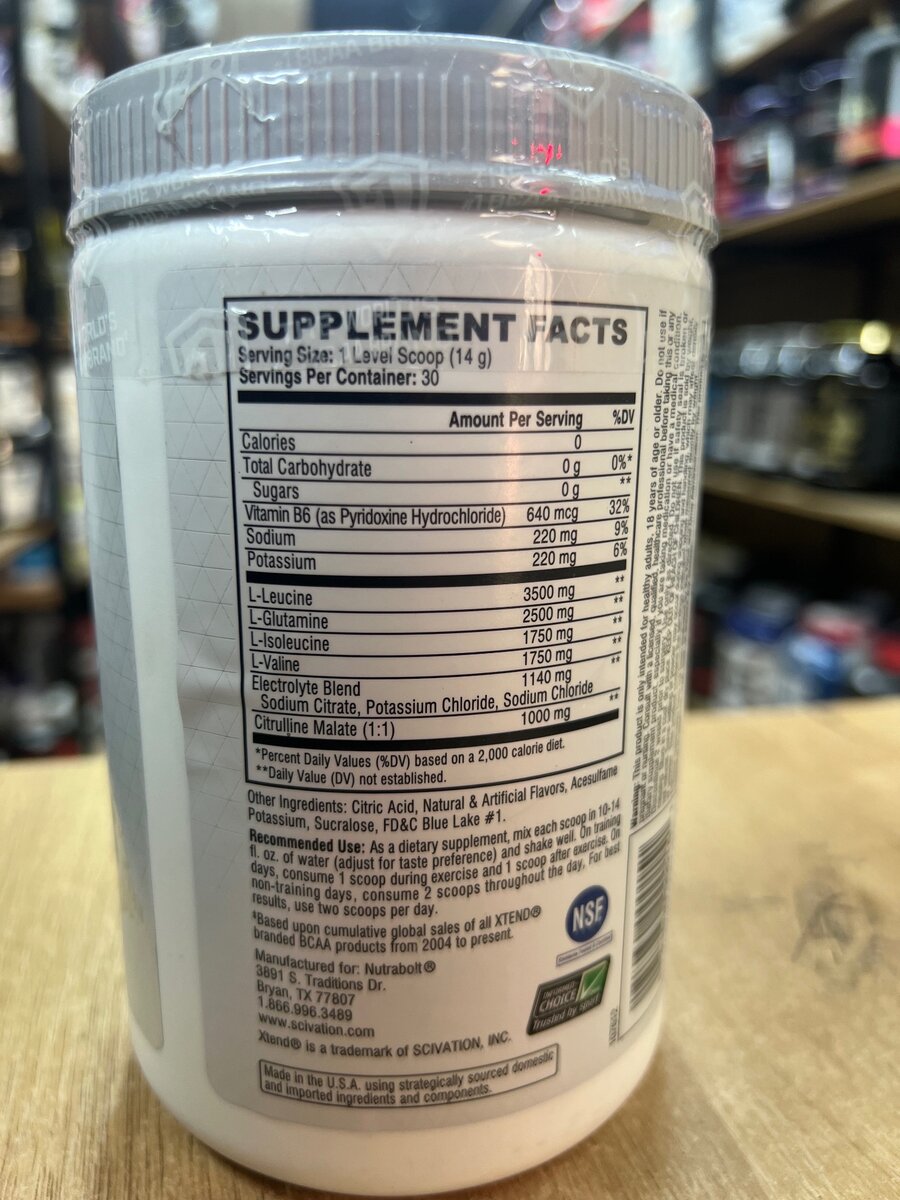 THE WORLD'S
#1 BCAA BRAND
SUPPLEMENT FACTS
Serving Size: 1 Level Scoop (14 g)
Servings Per Container: 30
Amount Per Serving %DV
Calories 0
Total Carbohydrate 0 g 0%*
Sugars 0 g **
Vitamin B6 (as Pyridoxine Hydrochloride) 640 mcg 32%
Sodium 220 mg 9%
Potassium 220 mg 6%
L-Leucine 3500 mg **
L-Glutamine 2500 mg **
L-Isoleucine 1750 mg **
L-Valine 1750 mg **
Electrolyte Blend 1140 mg **
Sodium Citrate, Potassium Chloride, Sodium Chloride
Citrulline Malate (1:1) 1000 mg **
*Percent Daily Values (%DV) based on a 2,000 calorie diet.
**Daily Value (DV) not established.
Other Ingredients: Citric Acid, Natural & Artificial Flavors, Acesulfame
Potassium, Sucralose, FD&C Blue Lake #1.
Recommended Use: As a dietary supplement, mix each scoop in 10-14
fl. oz. of water (adjust for taste preference) and shake well. On training
days, consume 1 scoop during exercise and 1 scoop after exercise. On
non-training days, consume 2 scoops throughout the day. For best
results, use two scoops per day.
‡Based upon cumulative global sales of all XTEND®
branded BCAA products from 2004 to present.
Manufactured for: Nutrabolt®
3891 S. Traditions Dr.
Bryan, TX 77807
1.866.996.3489
www.scivation.com
Xtend® is a trademark of SCIVATION, INC.
Made in the U.S.A. using strategically sourced domestic
and imported ingredients and components.
NSF
CHOICE
Trusted by sport
Warning: This product is only intended for healthy adults, 18 years of age or older. Do not use if